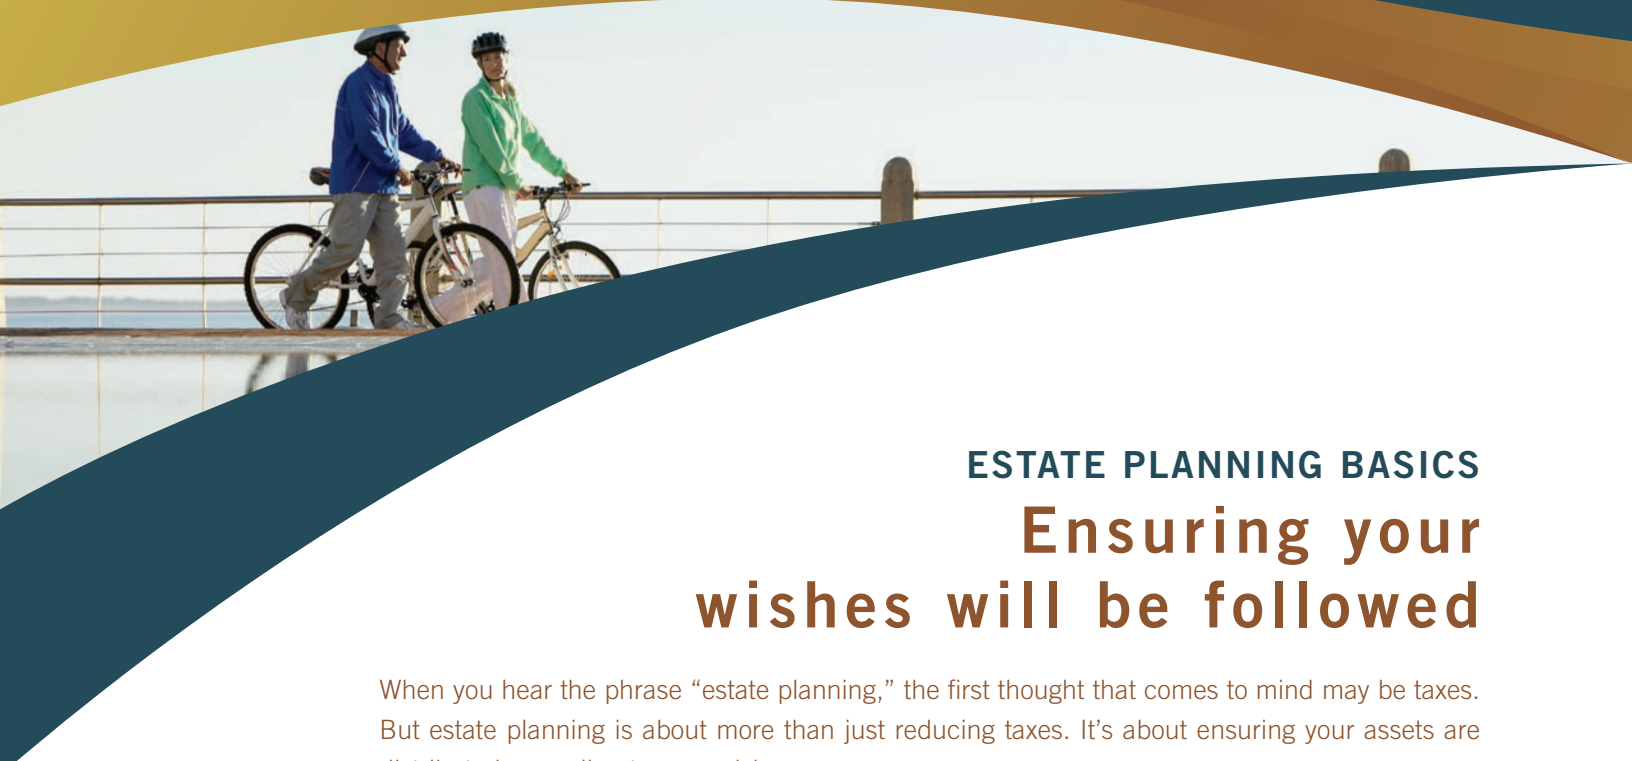 ESTATE PLANNING BASICS
Ensuring your
wishes will be followed
When you hear the phrase “estate planning,” the first thought that comes to mind may be taxes.
But estate planning is about more than just reducing taxes. It’s about ensuring your assets are